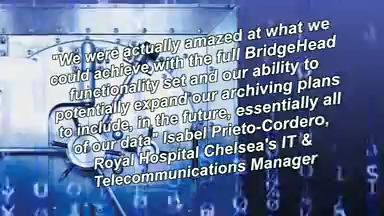 "We were actually amazed at what we
could achieve with the full BridgeHead
functionality set and our ability to
potentially expand our archiving plans
to include, in the future, essentially all
of our data" Isabel Prieto-Cordero,
Royal Hospital Chelsea's IT &
Telecommunications Manager